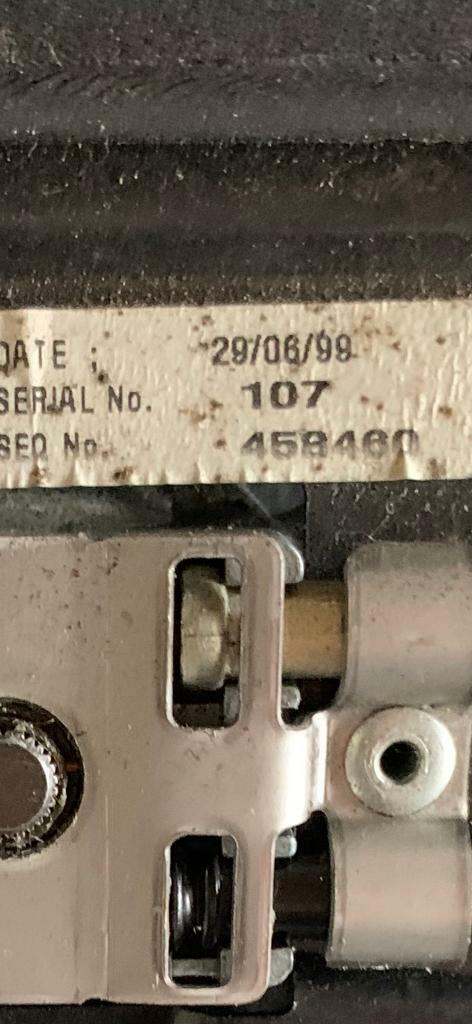 DATE : 29/06/99
SERIAL No. 107
SEQ No. 458460